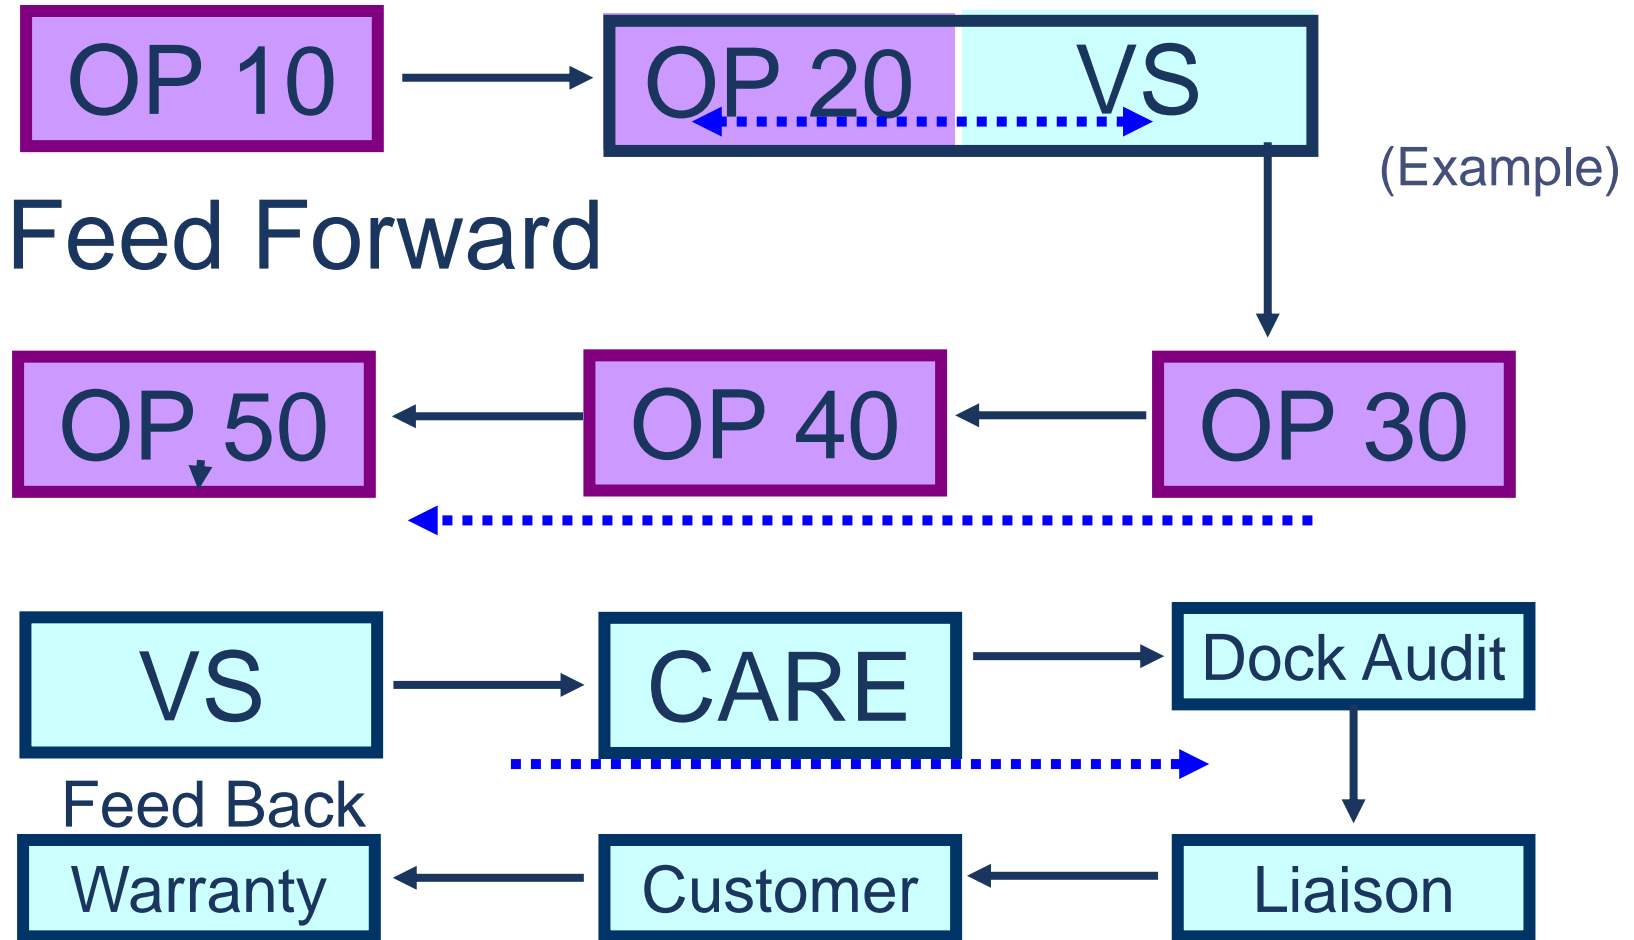 OP 10
OP 20
VS
(Example)
Feed Forward
OP 50
OP 40
OP 30
VS
CARE
Dock Audit
Feed Back
Warranty
Customer
Liaison